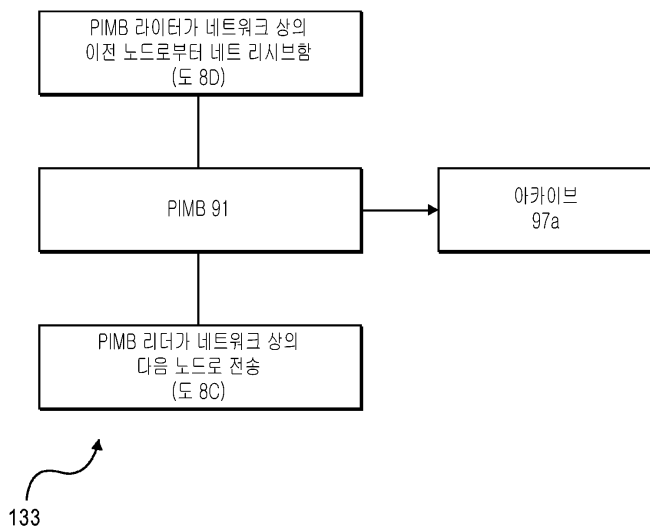 PIMB 라이터가 네트워크 상의
이전 노드로부터 네트 리시브함
(도 8D)
PIMB 91
아카이브
97a
PIMB 리더가 네트워크 상의
다음 노드로 전송
(도 8C)
133